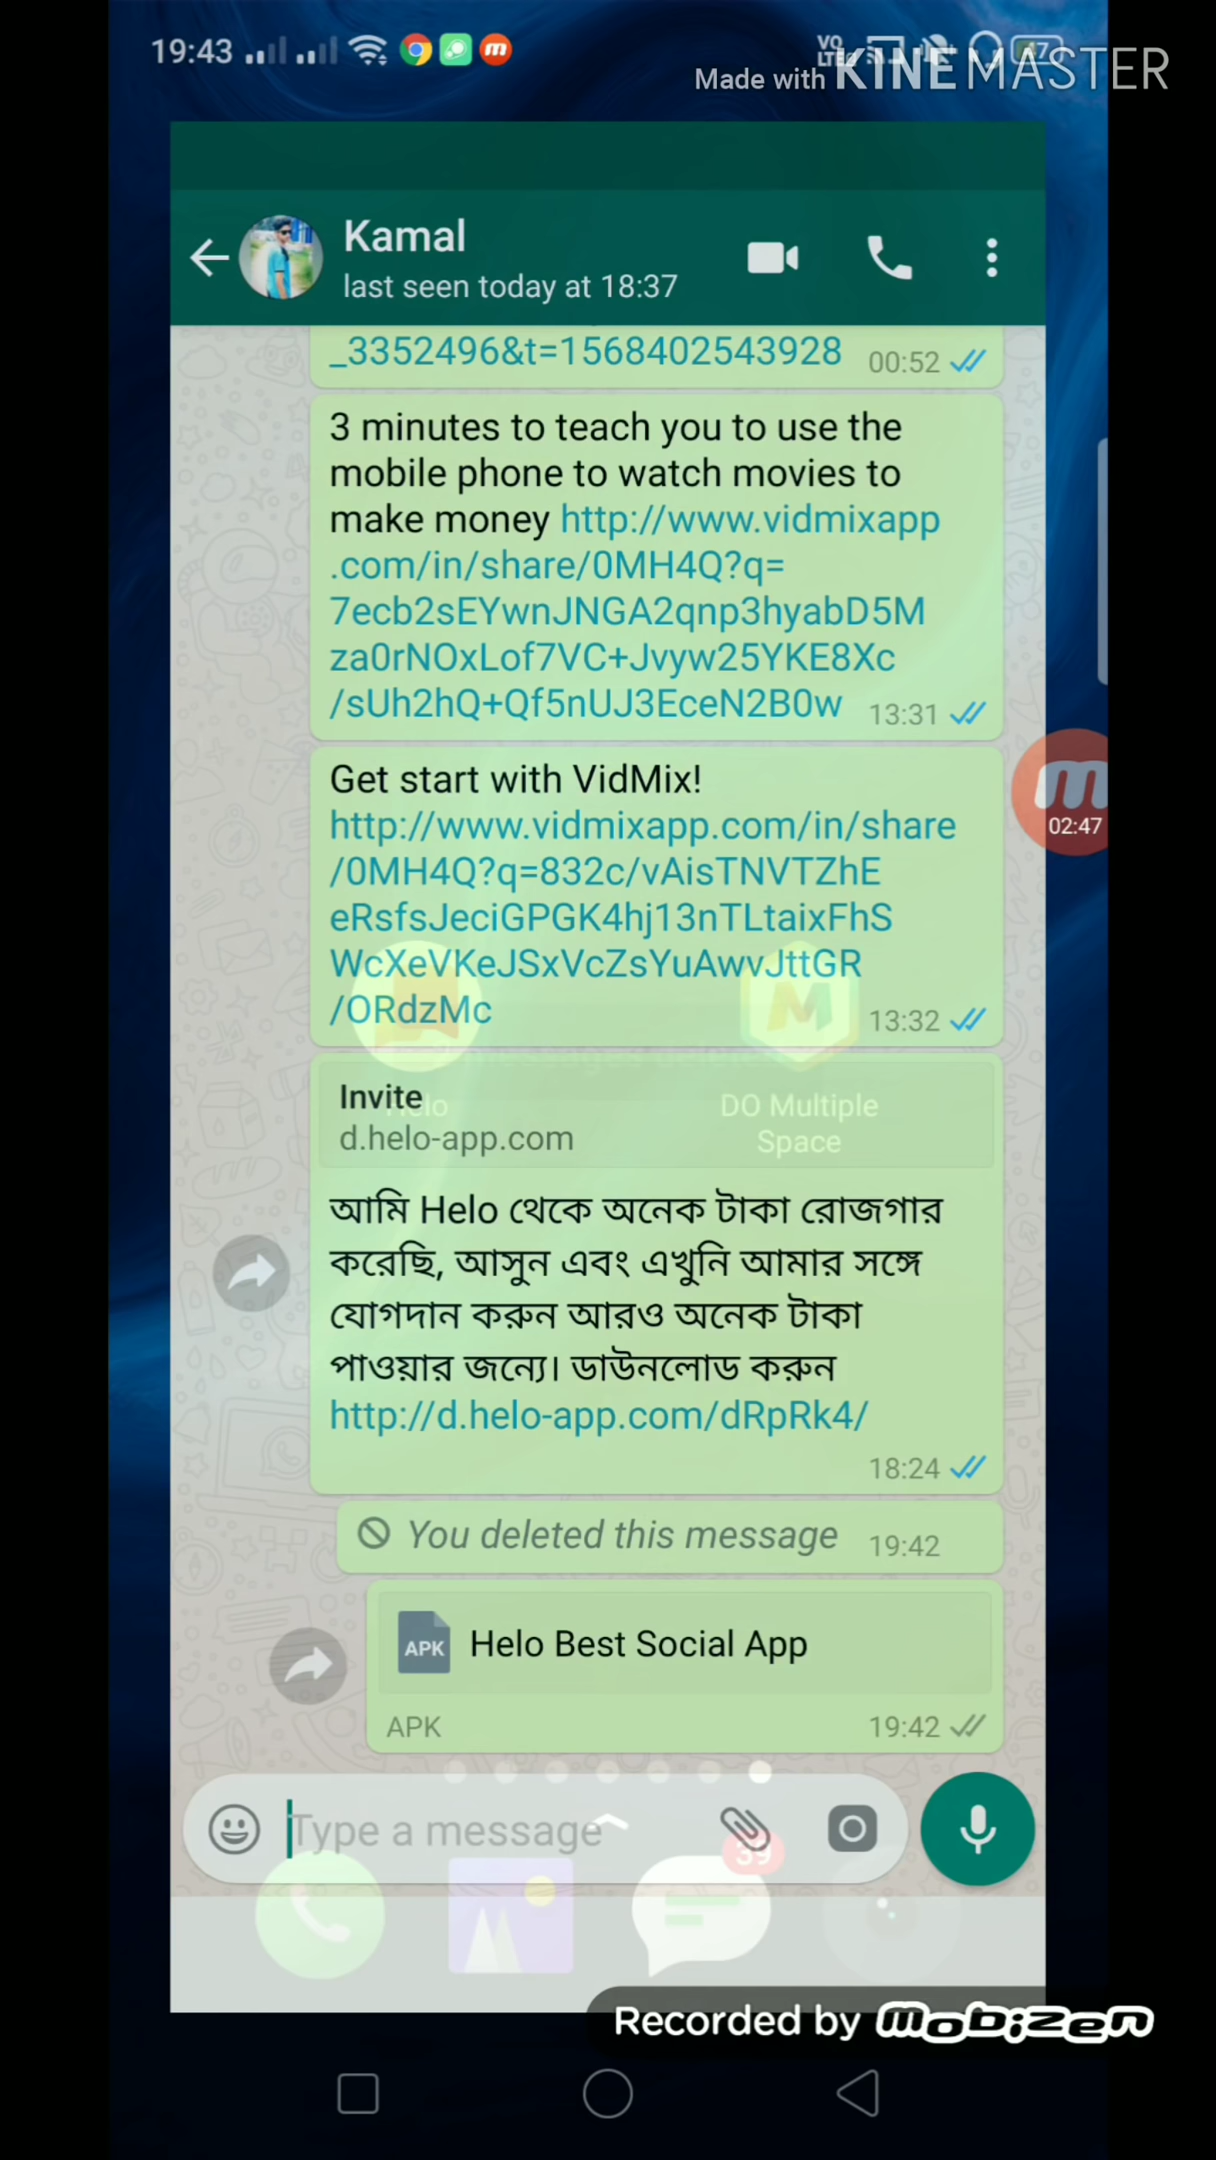 19:43
VO
LTE
47
Made with KINEMASTER
Kamal
last seen today at 18:37
_3352496&t=1568402543928 00:52
3 minutes to teach you to use the
mobile phone to watch movies to
make money http://www.vidmixapp
.com/in/share/0MH4Q?q=
7ecb2sEYwnJNGA2qnp3hyabD5M
za0rNOxLof7VC+Jvyw25YKE8Xc
/sUh2hQ+Qf5nUJ3EceN2B0w 13:31
Get start with VidMix!
http://www.vidmixapp.com/in/share
/0MH4Q?q=832c/vAisTNVTZhE
eRsfsJeciGPGK4hj13nTLtaixFhS
WcXeVKeJSxVcZsYuAwvJttGR
/ORdzMc 13:32
02:47
Invite
d.helo-app.com
Helo
DO Multiple
Space
আমি Helo থেকে অনেক টাকা রোজগার
করেছি, আসুন এবং এখুনি আমার সঙ্গে
যোগদান করুন আরও অনেক টাকা
পাওয়ার জন্যে। ডাউনলোড করুন
http://d.helo-app.com/dRpRk4/
18:24
You deleted this message 19:42
APK Helo Best Social App
APK 19:42
Type a message
39
Recorded by mobizen